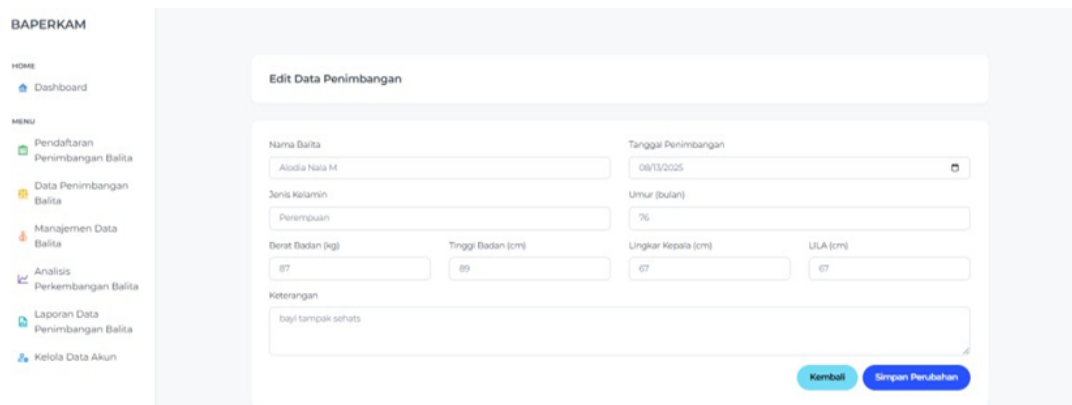 BAPERKAM
HOME
Dashboard
MENU
Pendaftaran
Penimbangan Balita
Data Penimbangan
Balita
Manajemen Data
Balita
Analisis
Perkembangan Balita
Laporan Data
Penimbangan Balita
Kelola Data Akun
Edit Data Penimbangan
Nama Balita
Tanggal Penimbangan
Alodia Nala M
08/13/2025
Jenis Kelamin
Umur (bulan)
Perempuan
76
Berat Badan (kg)
Tinggi Badan (cm)
Lingkar Kepala (cm)
LILA (cm)
87
89
67
67
Keterangan
bayi tampak sehats
Kembali
Simpan Perubahan